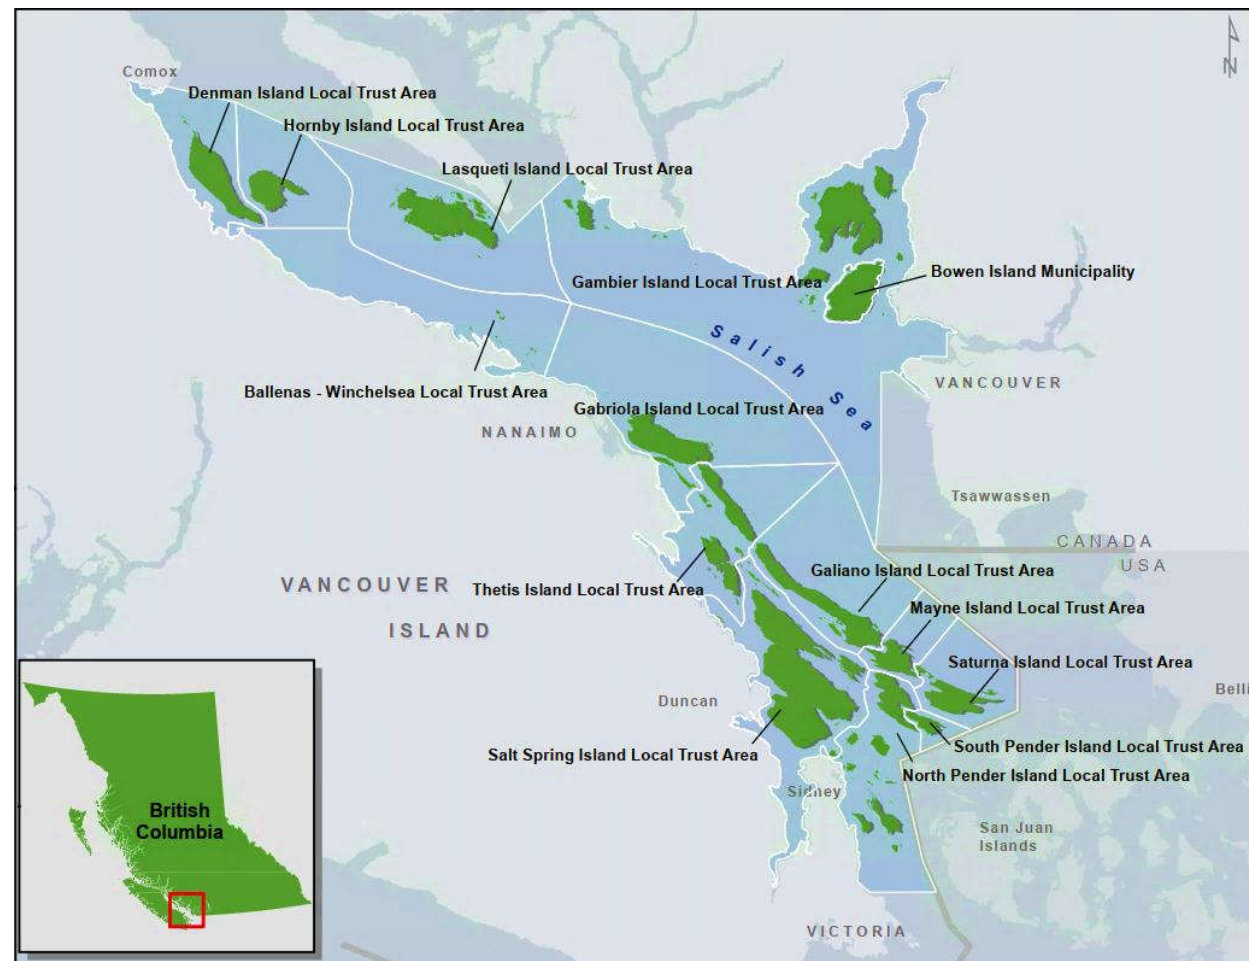 N
Comox
Denman Island Local Trust Area
Hornby Island Local Trust Area
Lasqueti Island Local Trust Area
Gambier Island Local Trust Area
Bowen Island Municipality
Salish Sea
Ballenas - Winchelsea Local Trust Area
VANCOUVER
Gabriola Island Local Trust Area
NANAIMO
Tsawwassen
CANADA
USA
VANCOUVER
ISLAND
Thetis Island Local Trust Area
Galiano Island Local Trust Area
Mayne Island Local Trust Area
Saturna Island Local Trust Area
Belli
Duncan
Salt Spring Island Local Trust Area
South Pender Island Local Trust Area
North Pender Island Local Trust Area
Sidney
San Juan
Islands
VICTORIA
British
Columbia